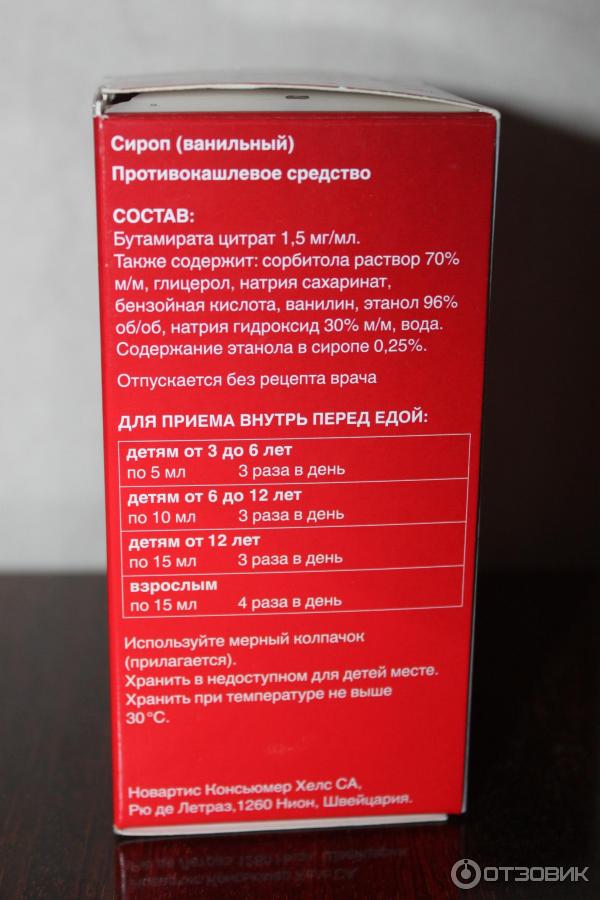 Сироп (ванильный)
Противокашлевое средство
СОСТАВ:
Бутамирата цитрат 1,5 мг/мл.
Также содержит: сорбитола раствор 70%
м/м, глицерол, натрия сахаринат,
бензойная кислота, ванилин, этанол 96%
об/об, натрия гидроксид 30% м/м, вода.
Содержание этанола в сиропе 0,25%.
Отпускается без рецепта врача
ДЛЯ ПРИЕМА ВНУТРЬ ПЕРЕД ЕДОЙ:
детям от 3 до 6 лет
по 5 мл 3 раза в день
детям от 6 до 12 лет
по 10 мл 3 раза в день
детям от 12 лет
по 15 мл 3 раза в день
взрослым
по 15 мл 4 раза в день
Используйте мерный колпачок
(прилагается).
Хранить в недоступном для детей месте.
Хранить при температуре не выше
30°С.
Новартис Консьюмер Хелс СА,
Рю де Летраз,1260 Нион, Швейцария.
ОТЗОВИК